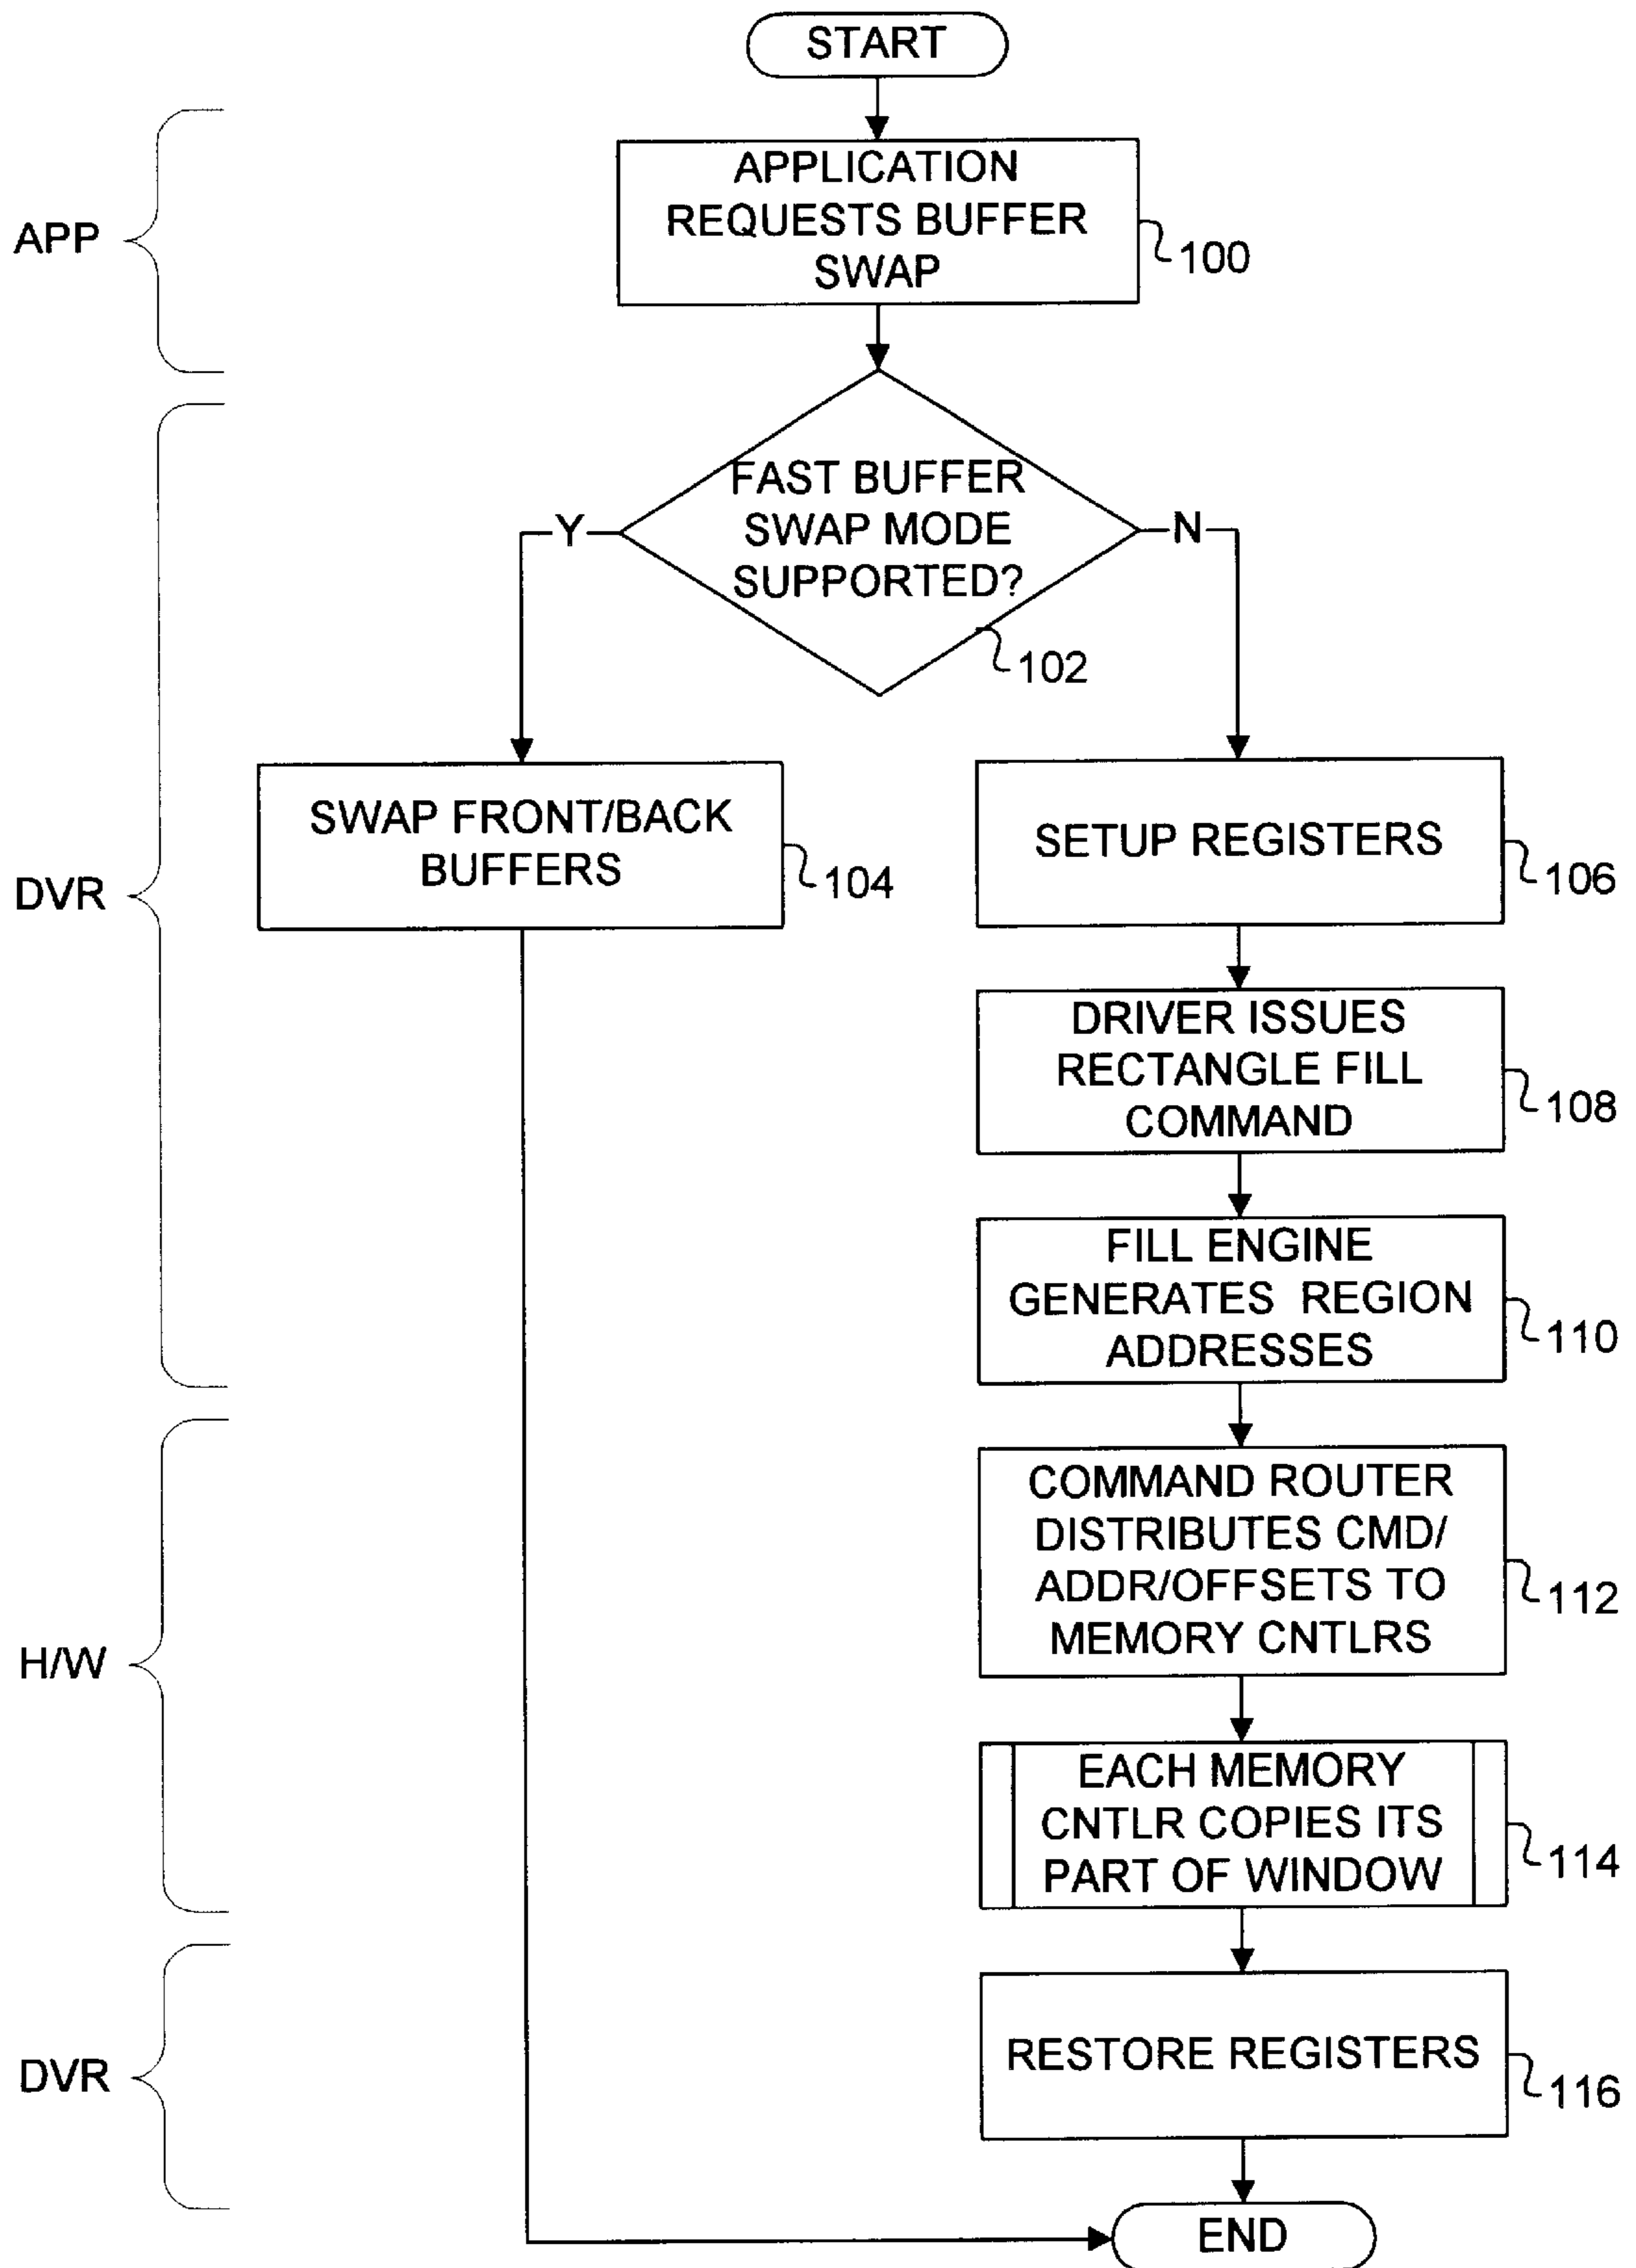 START
APP
APPLICATION
REQUESTS BUFFER
SWAP
100
FAST BUFFER
SWAP MODE
SUPPORTED?
Y
N
102
DVR
SWAP FRONT/BACK
BUFFERS
104
SETUP REGISTERS
106
DRIVER ISSUES
RECTANGLE FILL
COMMAND
108
FILL ENGINE
GENERATES REGION
ADDRESSES
110
H/W
COMMAND ROUTER
DISTRIBUTES CMD/
ADDR/OFFSETS TO
MEMORY CNTLRS
112
EACH MEMORY
CNTLR COPIES ITS
PART OF WINDOW
114
DVR
RESTORE REGISTERS
116
END